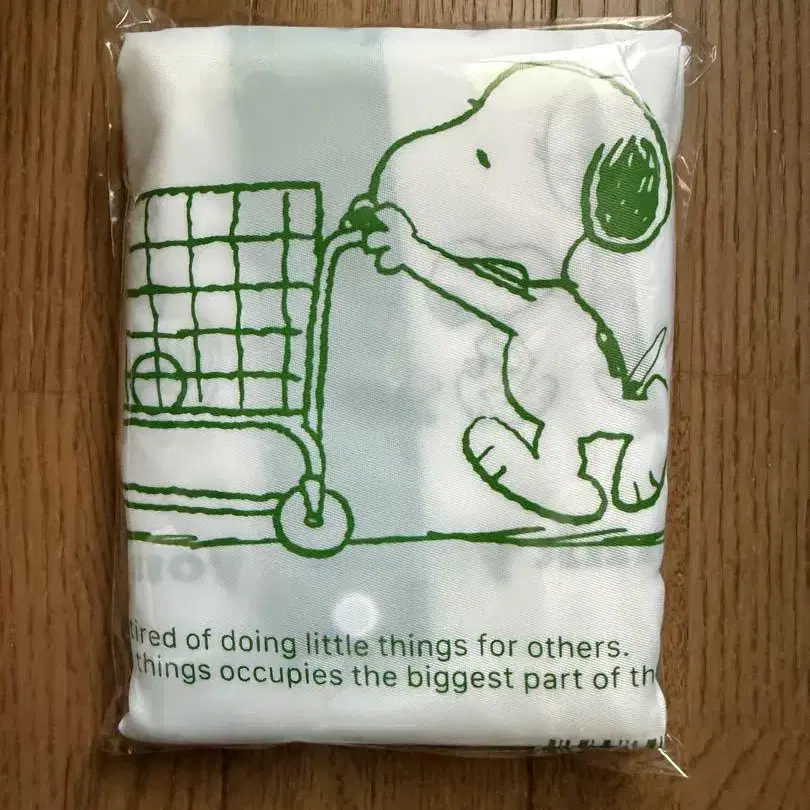 tired of doing little things for others.
things occupies the biggest part of th